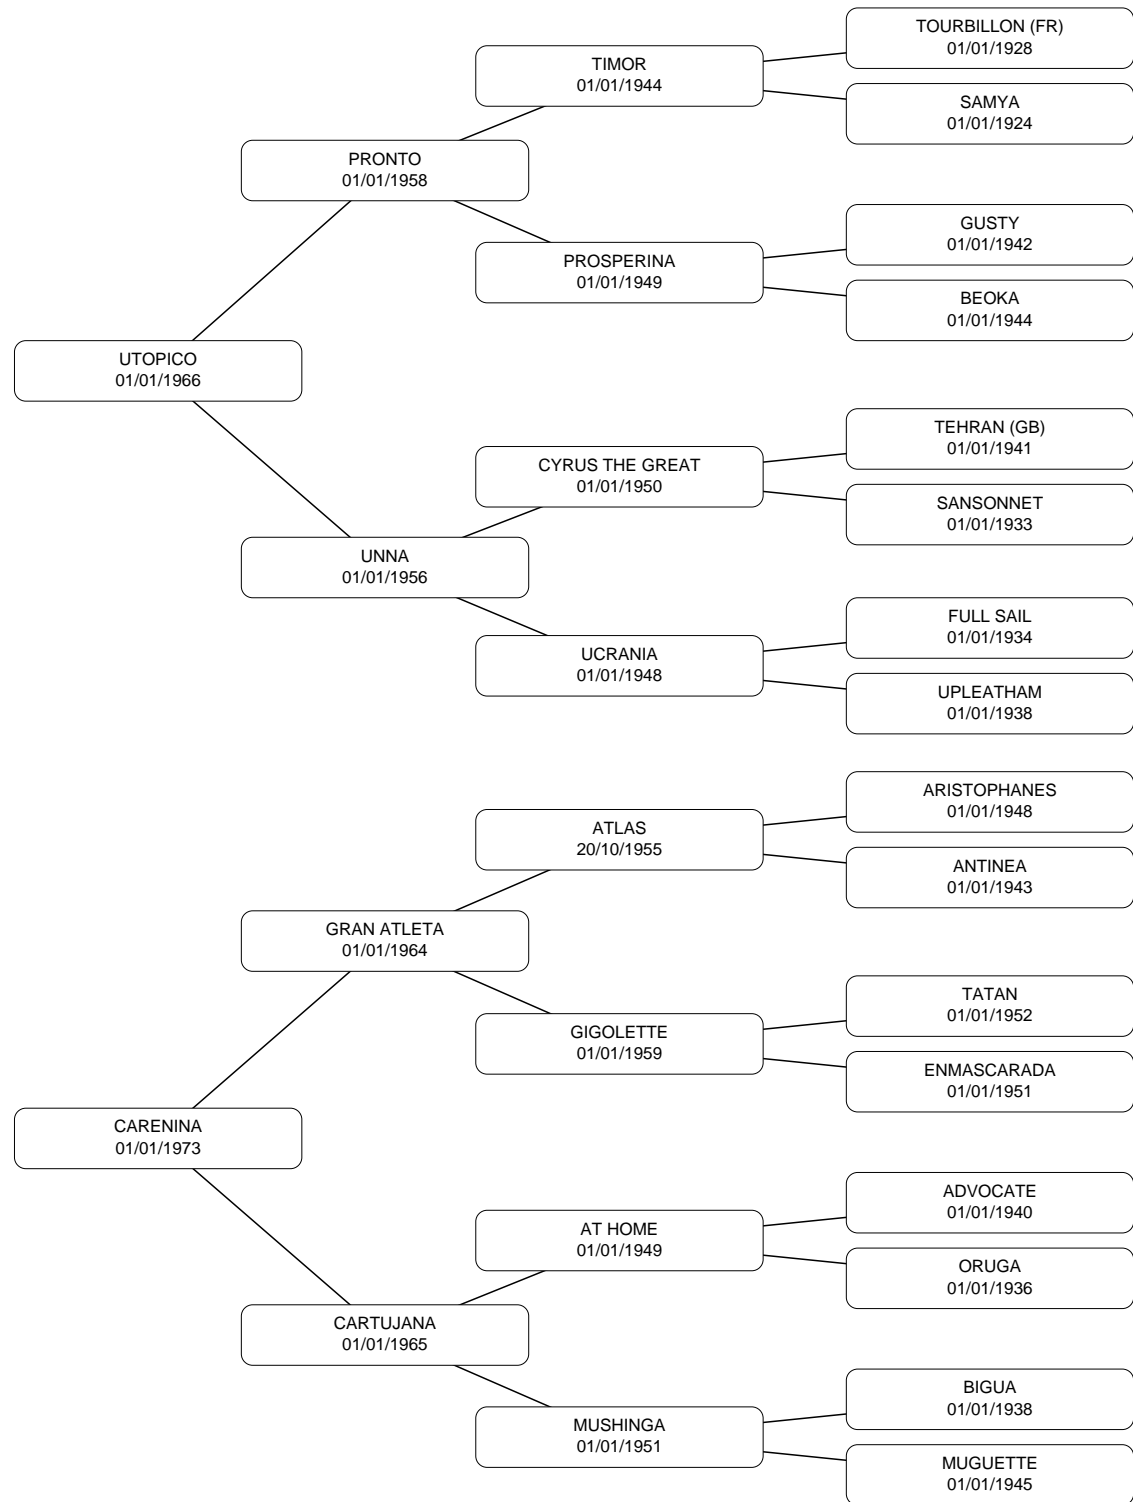 TOURBILLON (FR)
01/01/1928
TIMOR
01/01/1944
SAMYA
01/01/1924
PRONTO
01/01/1958
GUSTY
01/01/1942
PROSPERINA
01/01/1949
BEOKA
01/01/1944
UTOPICO
01/01/1966
TEHRAN (GB)
01/01/1941
CYRUS THE GREAT
01/01/1950
SANSONNET
01/01/1933
UNNA
01/01/1956
FULL SAIL
01/01/1934
UCRANIA
01/01/1948
UPLEATHAM
01/01/1938
ARISTOPHANES
01/01/1948
ATLAS
20/10/1955
ANTINEA
01/01/1943
GRAN ATLETA
01/01/1964
TATAN
01/01/1952
GIGOLETTE
01/01/1959
ENMASCARADA
01/01/1951
CARENINA
01/01/1973
ADVOCATE
01/01/1940
AT HOME
01/01/1949
ORUGA
01/01/1936
CARTUJANA
01/01/1965
BIGUA
01/01/1938
MUSHINGA
01/01/1951
MUGUETTE
01/01/1945